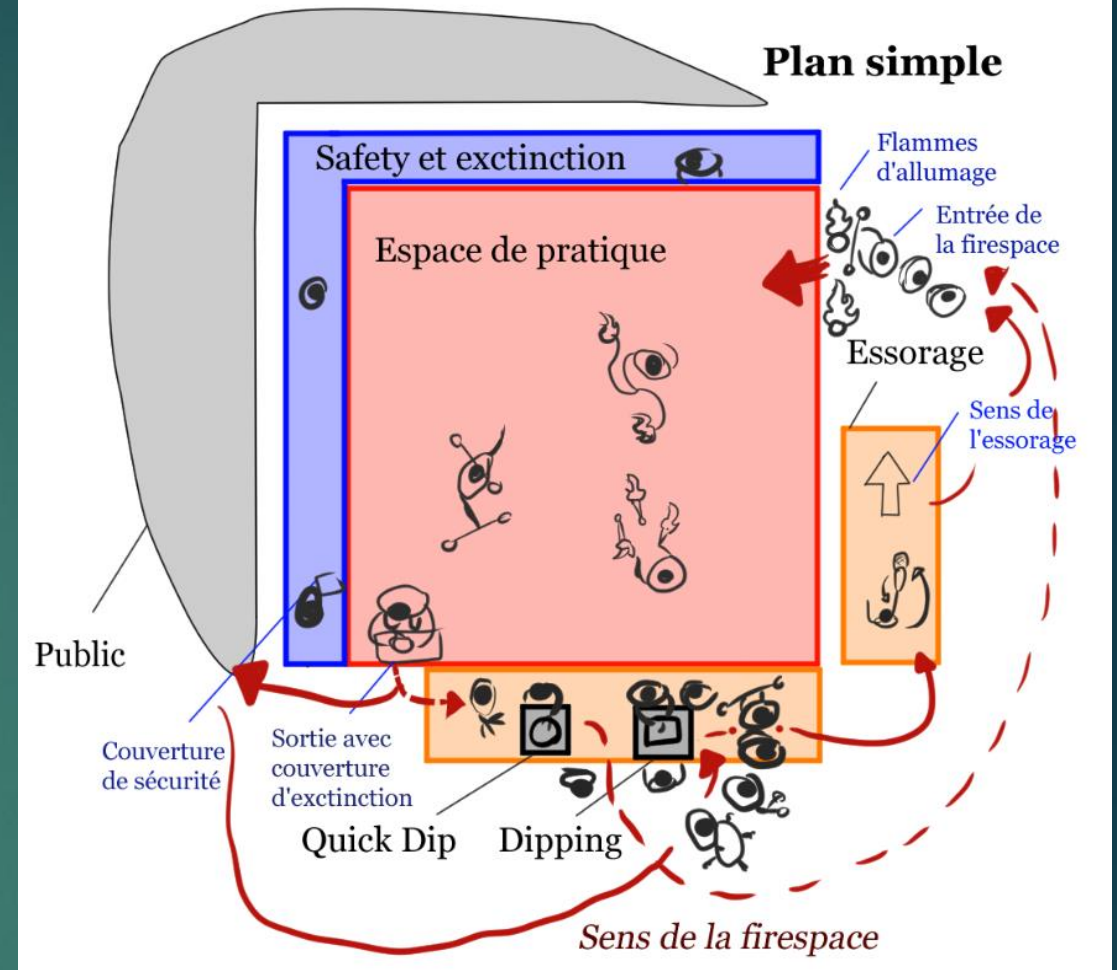 Plan simple
Safety et exctinction
Flammes
d'allumage
Entrée de
la firespace
Espace de pratique
Essorage
Sens de
l'essorage
Public
Couverture
de sécurité
Sortie avec
couverture
d'exctinction
Quick Dip
Dipping
Sens de la firespace